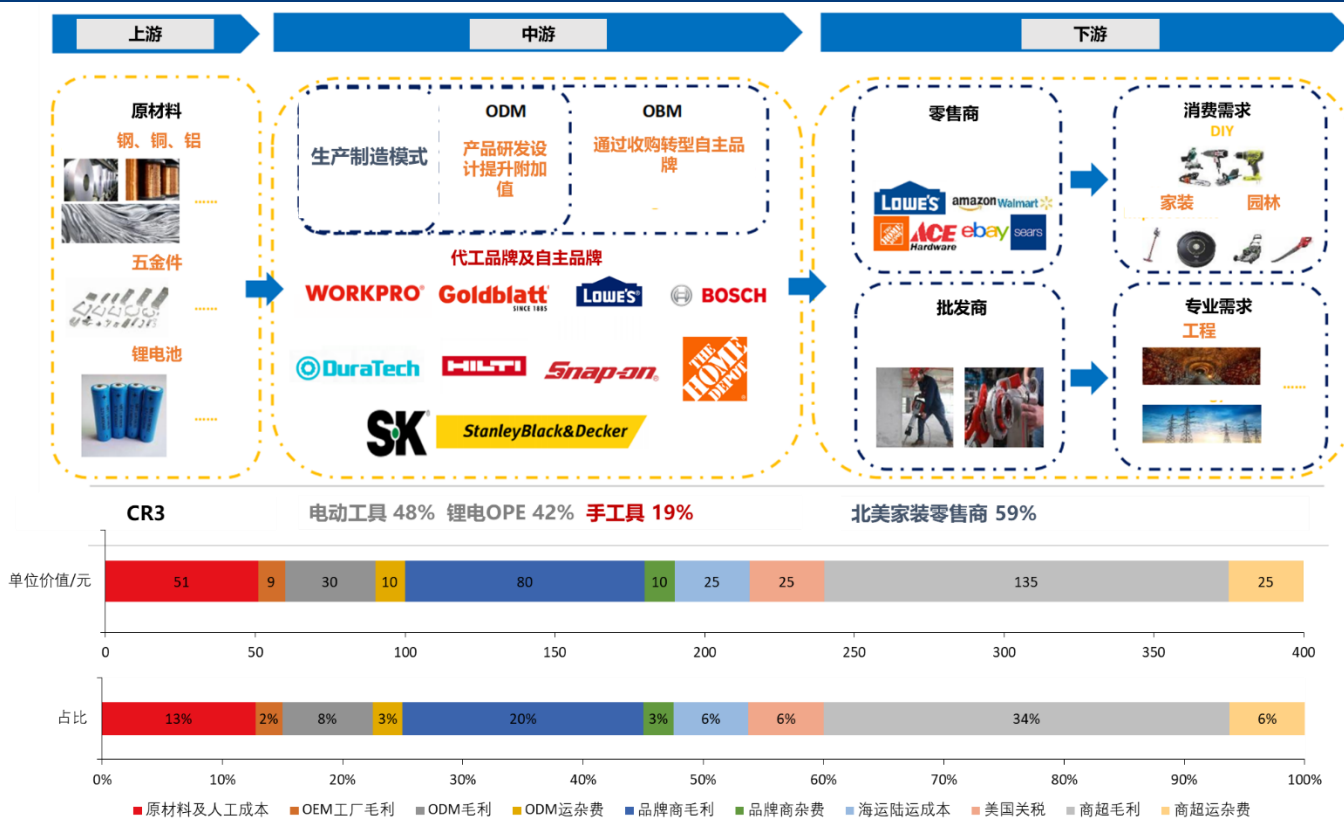 上游
中游
下游
原材料
钢、铜、铝
……
五金件
……
锂电池
……
生产制造模式
ODM
产品研发设
计提升附加
值
OBM
通过收购转型自主品
牌
代工品牌及自主品牌
WORKPRO®
Goldblatt®
SINCE 1885
LOWE'S®
BOSCH
DuraTech
HILTI
Snap-on®
THE
HOME
DEPOT
SK®
StanleyBlack&Decker
零售商
LOWE'S
amazon
Walmart
THE
HOME
DEPOT
ACE
Hardware
ebay
sears
批发商
消费需求
DIY
家装
园林
专业需求
工程
……
CR3
电动工具 48%
锂电OPE 42%
手工具 19%
北美家装零售商 59%
单位价值/元
51
9
30
10
80
10
25
25
135
25
0
50
100
150
200
250
300
350
400
占比
13%
2%
8%
3%
20%
3%
6%
6%
34%
6%
0%
10%
20%
30%
40%
50%
60%
70%
80%
90%
100%
原材料及人工成本
OEM工厂毛利
ODM毛利
ODM运杂费
品牌商毛利
品牌商杂费
海运陆运成本
美国关税
商超毛利
商超运杂费